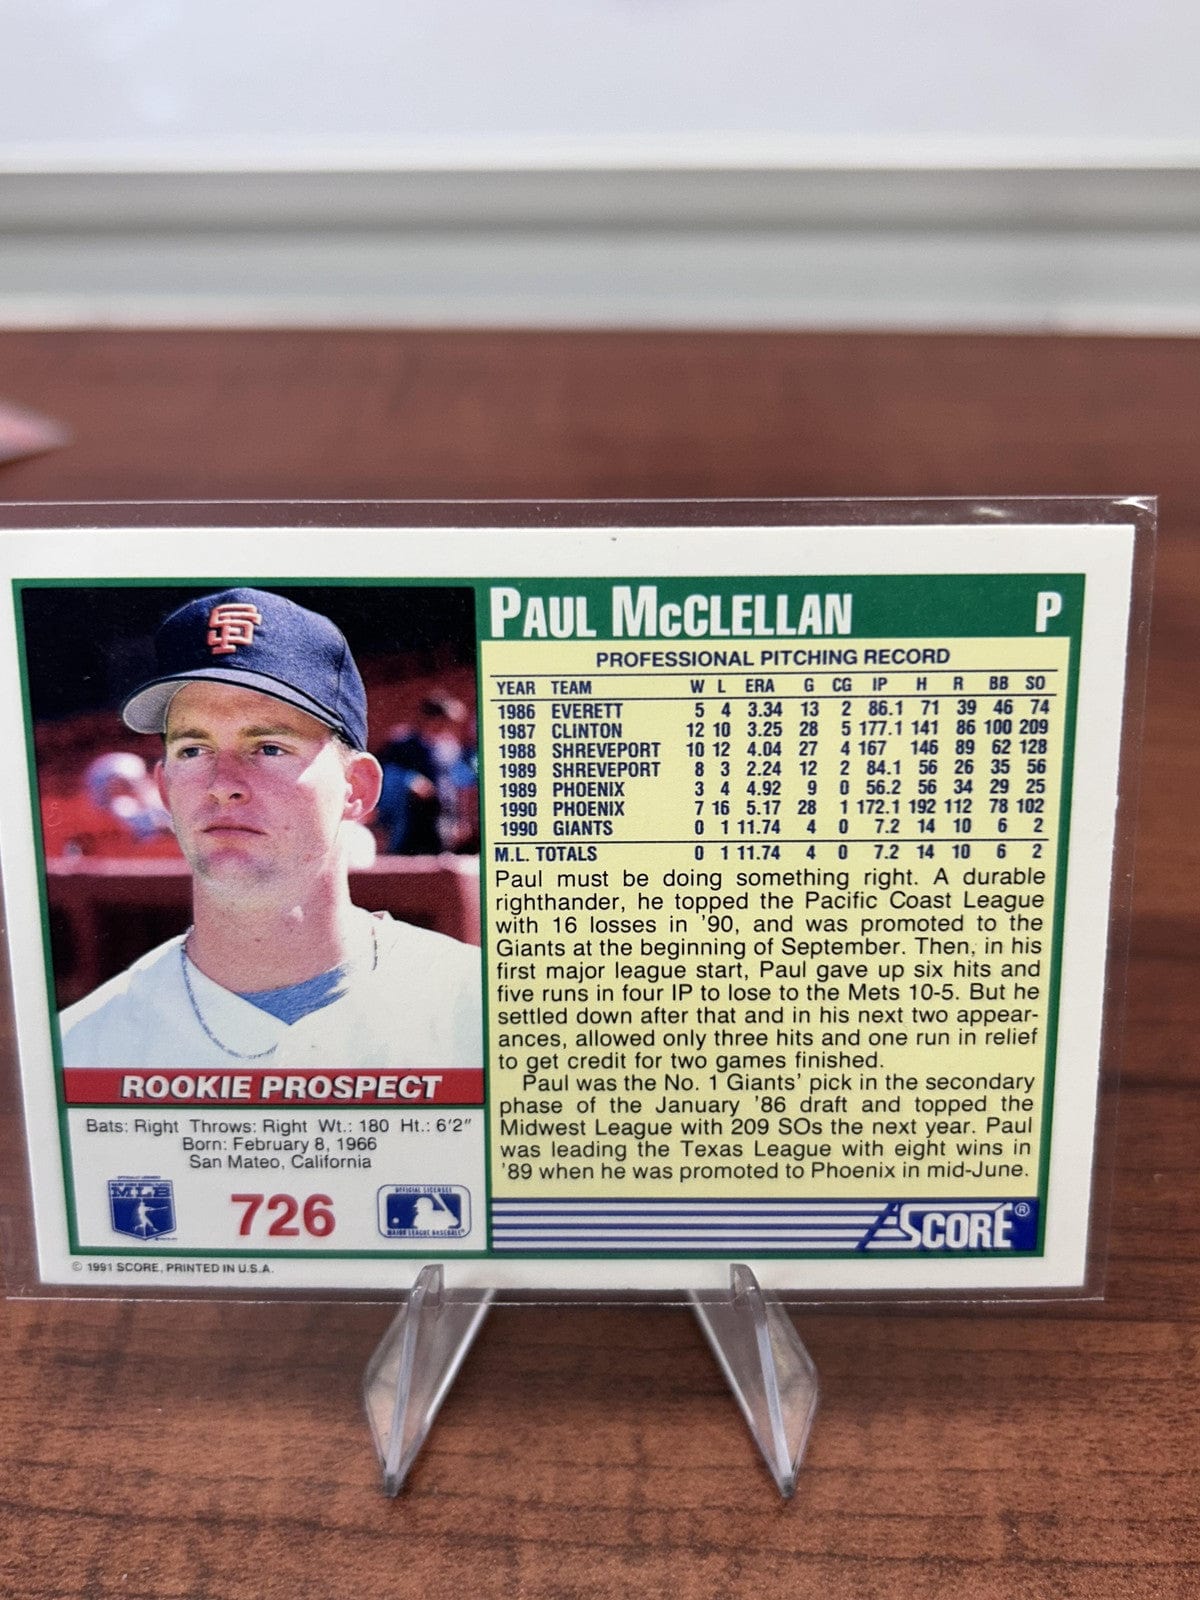 SF
PAUL McCLELLAN P
PROFESSIONAL PITCHING RECORD
YEAR TEAM W L ERA G CG IP H R BB SO
1986 EVERETT 5 4 3.34 13 2 86.1 71 39 46 74
1987 CLINTON 12 10 3.25 28 5 177.1 141 86 100 209
1988 SHREVEPORT 10 12 4.04 27 4 167 146 89 62 128
1989 SHREVEPORT 8 3 2.24 12 2 84.1 56 26 35 56
1989 PHOENIX 3 4 4.92 9 0 56.2 56 34 29 25
1990 PHOENIX 7 16 5.17 28 1 172.1 192 112 78 102
1990 GIANTS 0 1 11.74 4 0 7.2 14 10 6 2
M.L. TOTALS 0 1 11.74 4 0 7.2 14 10 6 2
Paul must be doing something right. A durable
righthander, he topped the Pacific Coast League
with 16 losses in '90, and was promoted to the
Giants at the beginning of September. Then, in his
first major league start, Paul gave up six hits and
five runs in four IP to lose to the Mets 10-5. But he
settled down after that and in his next two appear-
ances, allowed only three hits and one run in relief
to get credit for two games finished.
Paul was the No. 1 Giants' pick in the secondary
phase of the January '86 draft and topped the
Midwest League with 209 SOs the next year. Paul
was leading the Texas League with eight wins in
'89 when he was promoted to Phoenix in mid-June.
ROOKIE PROSPECT
Bats: Right Throws: Right Wt.: 180 Ht.: 6'2"
Born: February 8, 1966
San Mateo, California
MLB
726
OFFICIAL LICENSEE
MAJOR LEAGUE BASEBALL
SCORE®
© 1991 SCORE, PRINTED IN U.S.A.